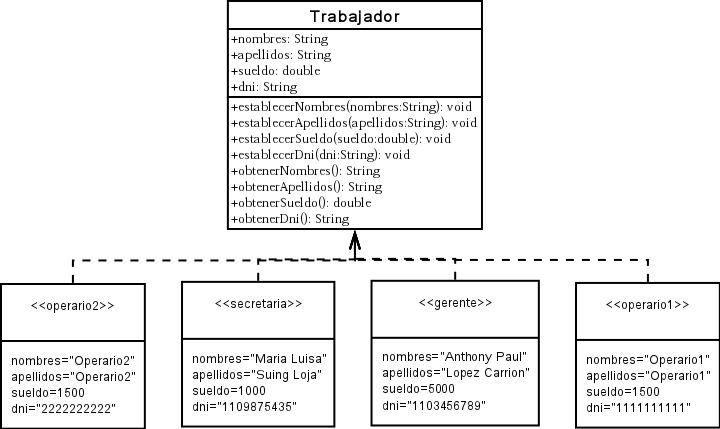 Trabajador
+nombres: String
+apellidos: String
+sueldo: double
+dni: String
+establecerNombres(nombres:String): void
+establecerApellidos(apellidos:String): void
+establecerSueldo(sueldo:double): void
+establecerDni(dni:String): void
+obtenerNombres(): String
+obtenerApellidos(): String
+obtenerSueldo(): double
+obtenerDni(): String
<<operario2>>
nombres="Operario2"
apellidos="Operario2"
sueldo=1500
dni="2222222222"
<<secretaria>>
nombres="Maria Luisa"
apellidos="Suing Loja"
sueldo=1000
dni="1109875435"
<<gerente>>
nombres="Anthony Paul"
apellidos="Lopez Carrion"
sueldo=5000
dni="1103456789"
<<operario1>>
nombres="Operario1"
apellidos="Operario1"
sueldo=1500
dni="1111111111"